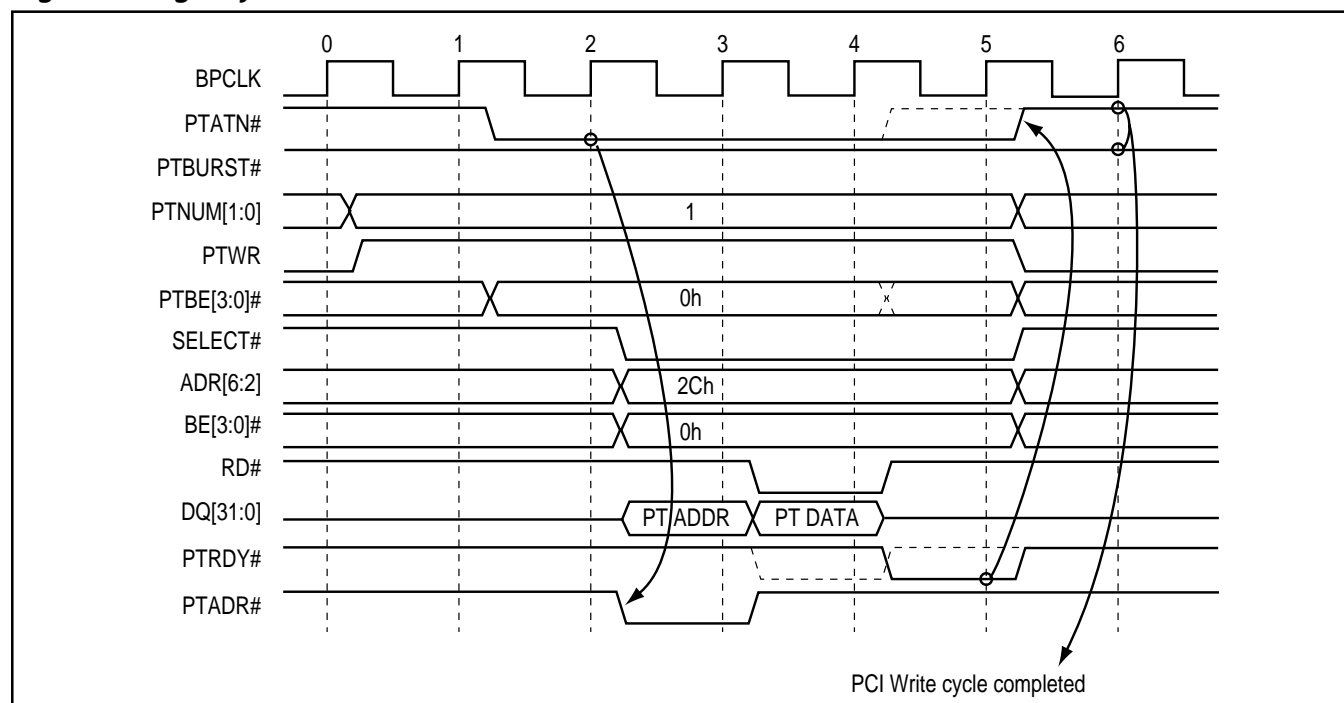 0 1 2 3 4 5 6
BPCLK
PTATN#
PTBURST#
PTNUM[1:0] 1
PTWR
PTBE[3:0]# 0h
SELECT#
ADR[6:2] 2Ch
BE[3:0]# 0h
RD#
DQ[31:0] PT ADDR PT DATA
PTRDY#
PTADR#
PCI Write cycle completed